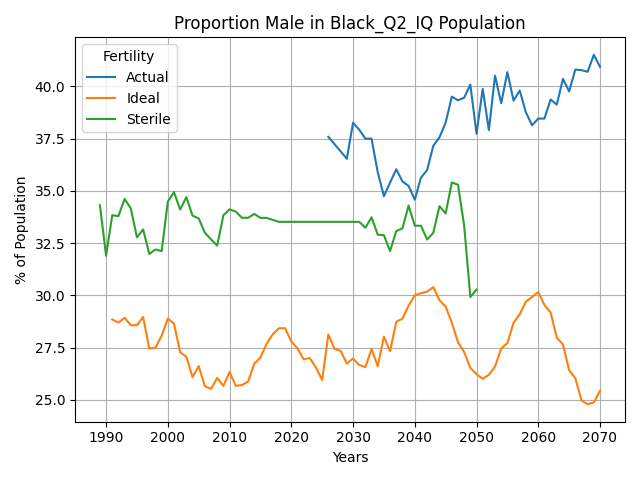 Proportion Male in Black_Q2_IQ Population
Fertility
Actual
Ideal
Sterile
% of Population
40.0
37.5
35.0
32.5
30.0
27.5
25.0
1990 2000 2010 2020 2030 2040 2050 2060 2070
Years